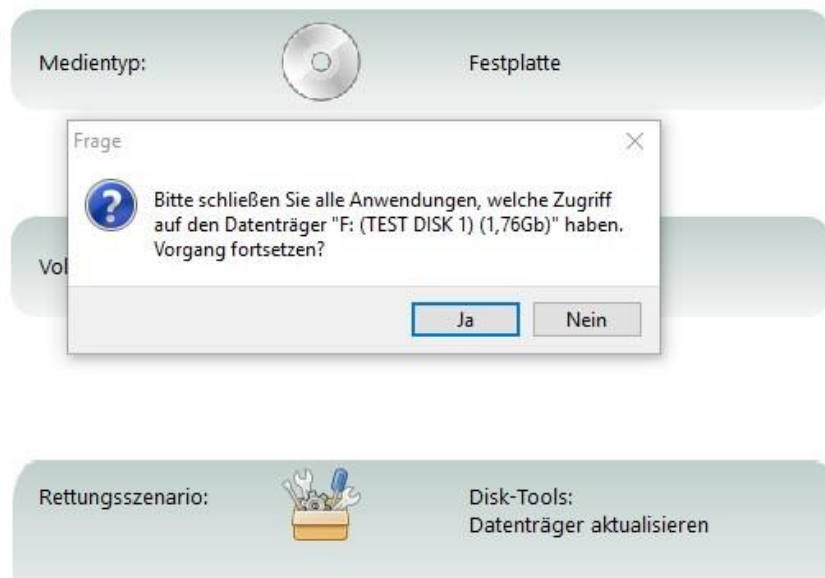 Medientyp:
Festplatte
Frage
Bitte schließen Sie alle Anwendungen, welche Zugriff
auf den Datenträger "F: (TEST DISK 1) (1,76Gb)" haben.
Vorgang fortsetzen?
Vol
Ja
Nein
Rettungsszenario:
Disk-Tools:
Datenträger aktualisieren